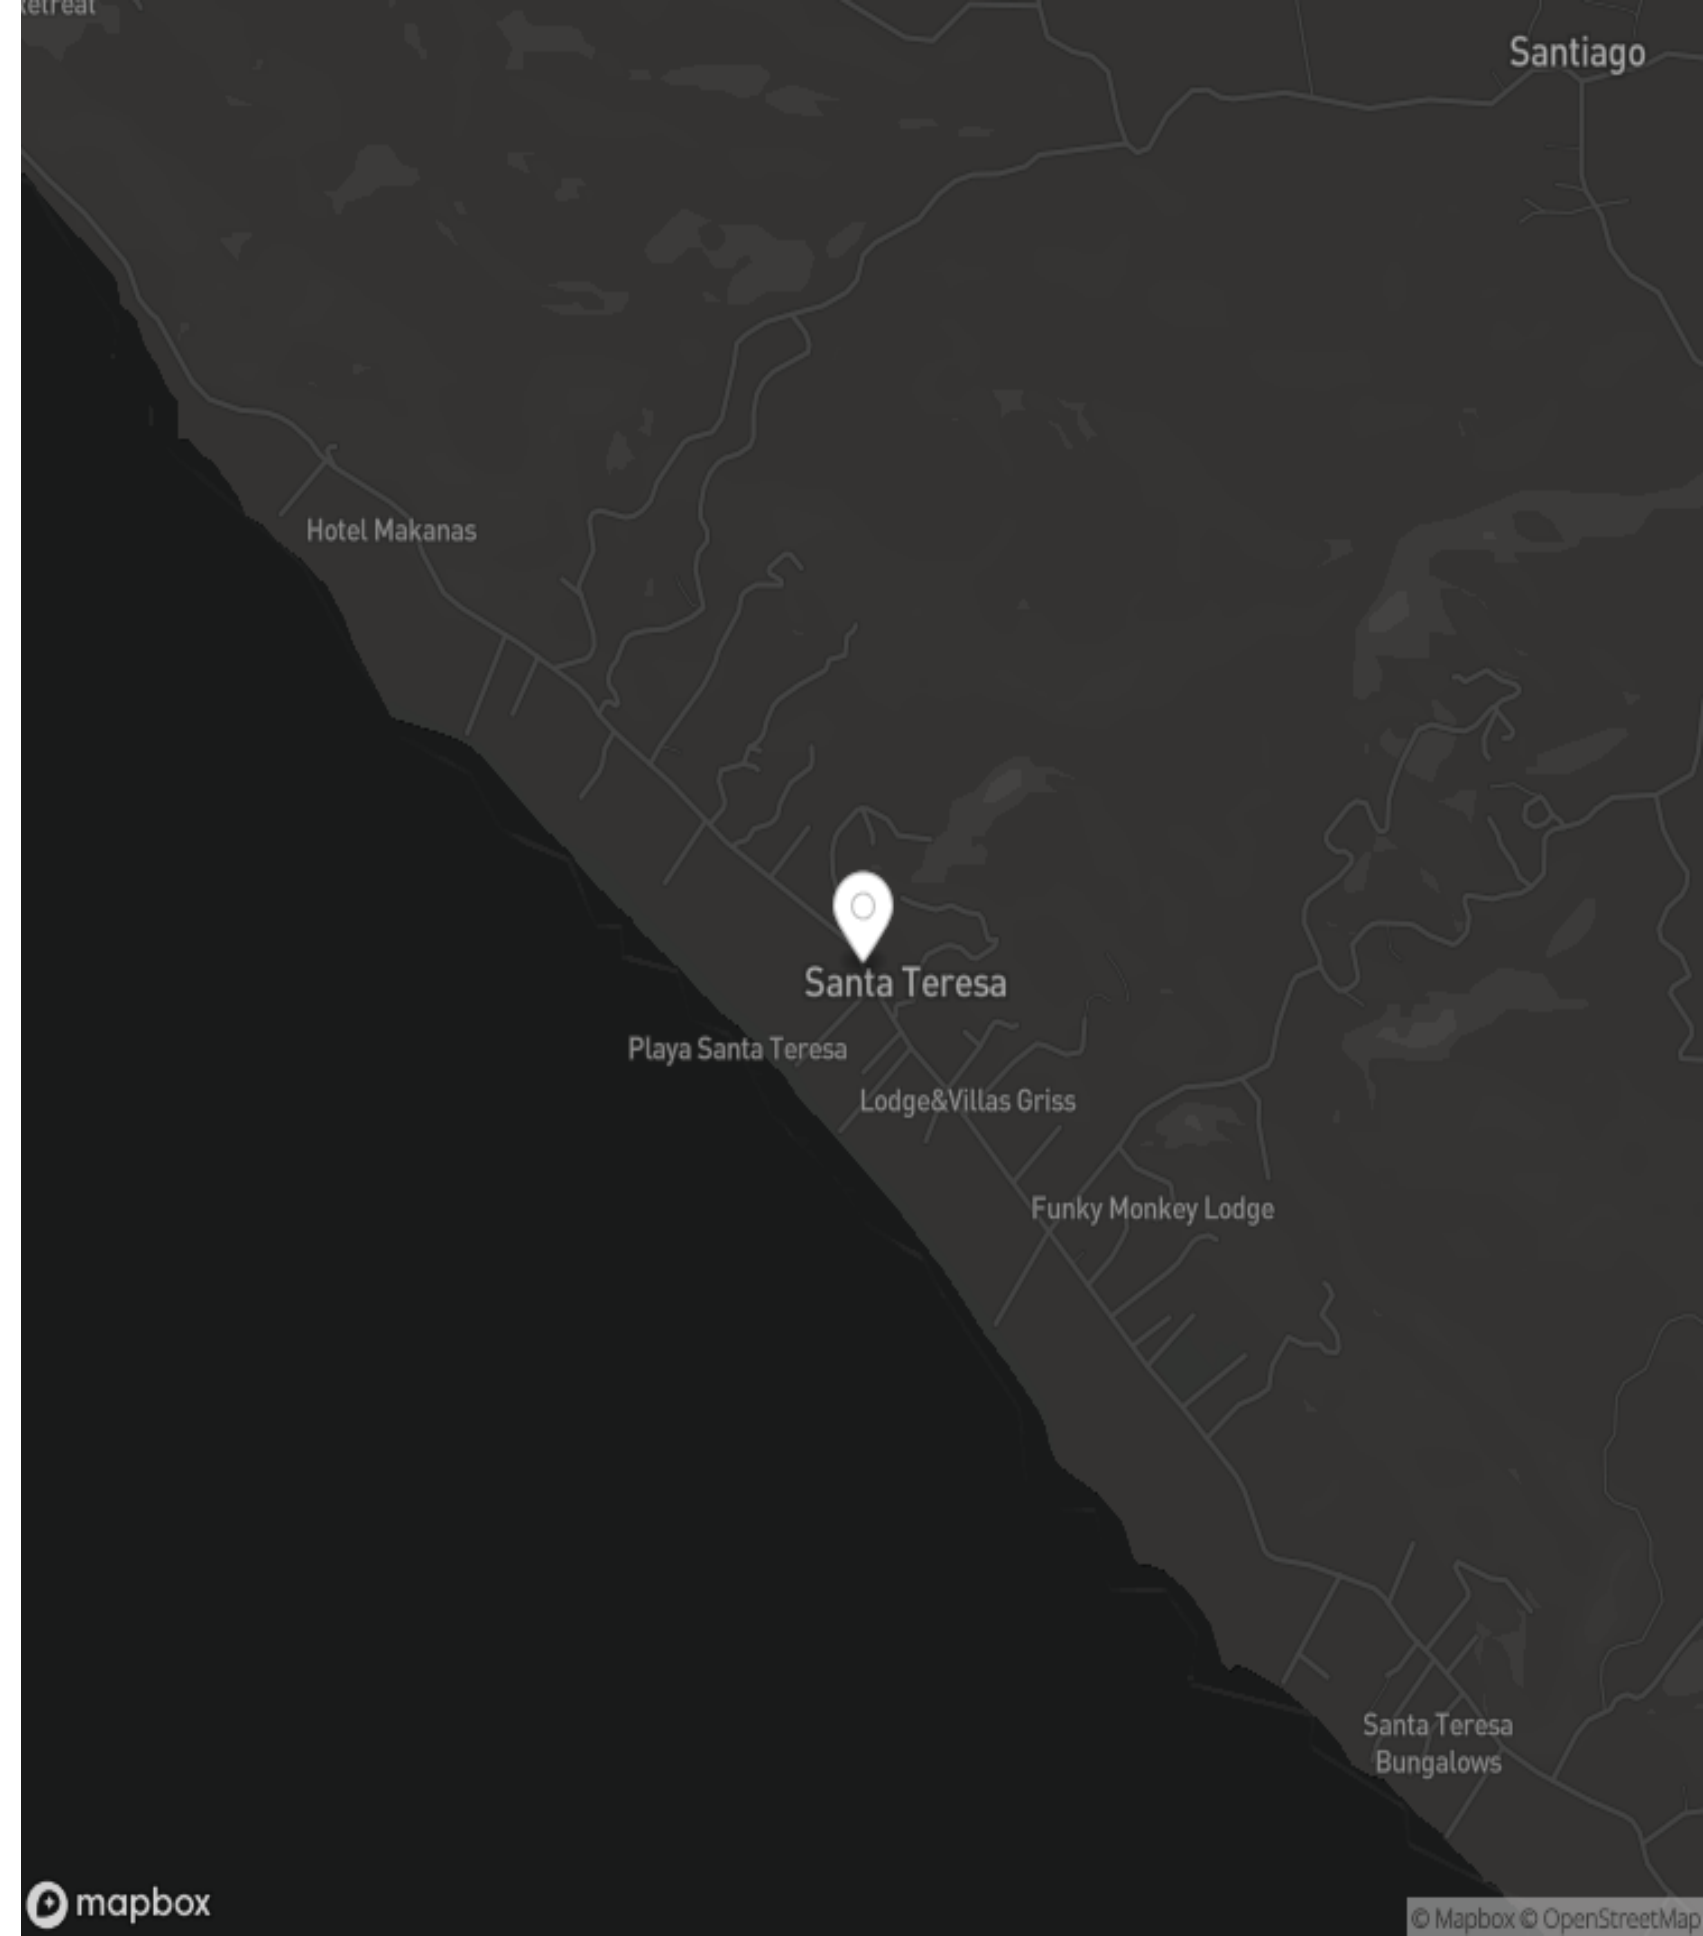 Santiago
Hotel Makanas
Santa Teresa
Playa Santa Teresa
Lodge&Villas Griss
Funky Monkey Lodge
Santa Teresa
Bungalows
mapbox
© Mapbox © OpenStreetMap